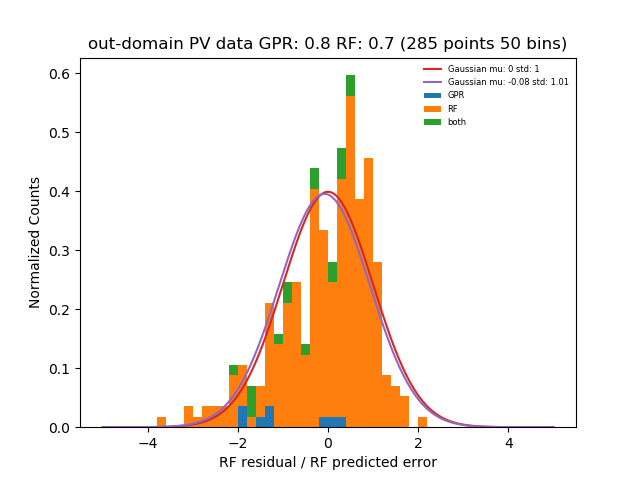 out-domain PV data GPR: 0.8 RF: 0.7 (285 points 50 bins)
Gaussian mu: 0 std: 1
Gaussian mu: -0.08 std: 1.01
GPR
RF
both
Normalized Counts
0.6
0.5
0.4
0.3
0.2
0.1
0.0
−4
−2
0
2
4
RF residual / RF predicted error